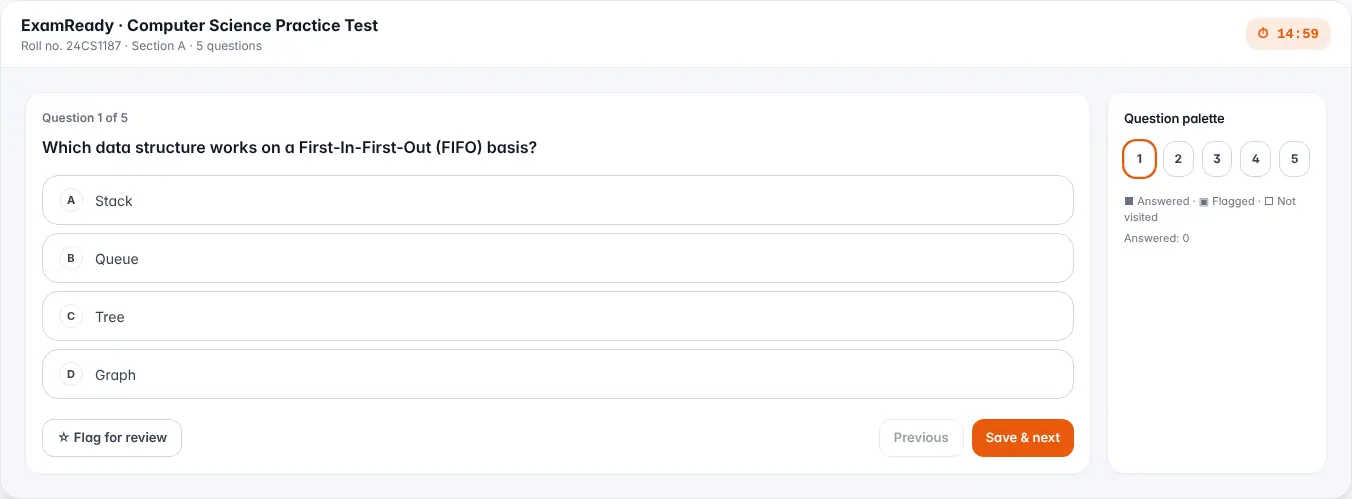 ExamReady · Computer Science Practice Test
Roll no. 24CS1187 · Section A · 5 questions
⏱ 14:59
Question 1 of 5
Which data structure works on a First-In-First-Out (FIFO) basis?
A Stack
B Queue
C Tree
D Graph
☆ Flag for review
Previous
Save & next
Question palette
1 2 3 4 5
■ Answered · ▣ Flagged · □ Not
visited
Answered: 0